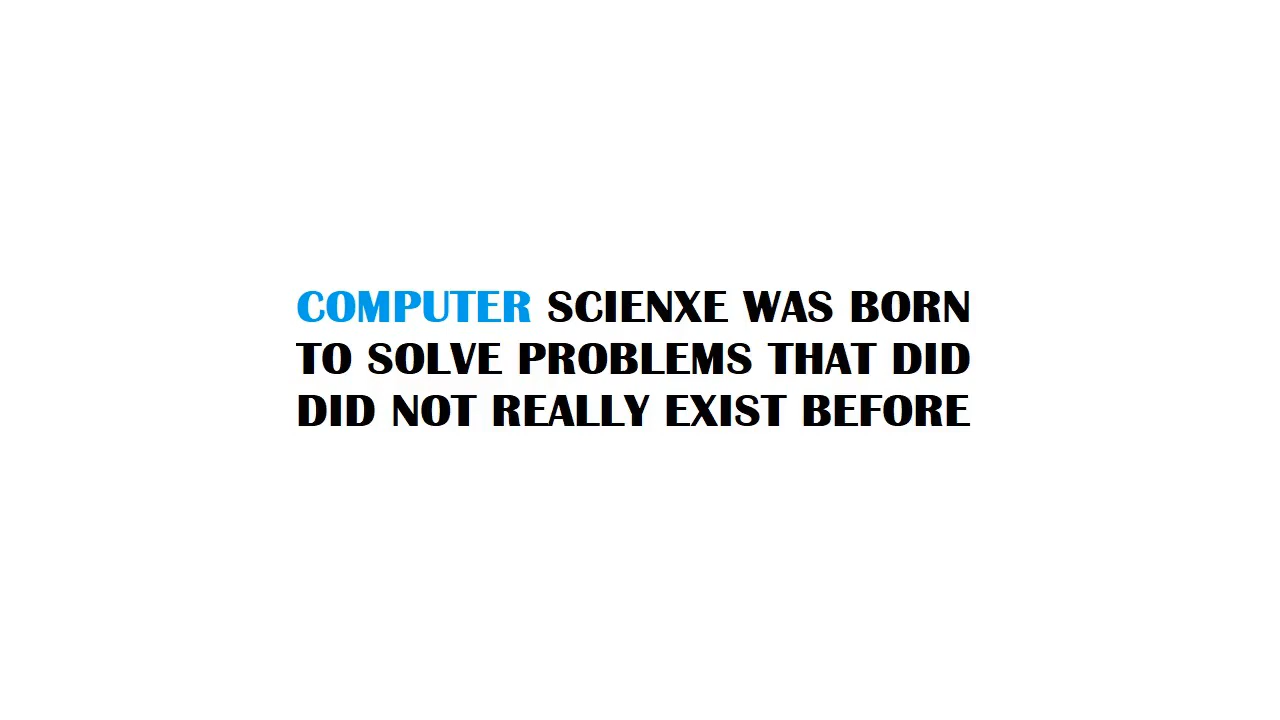 COMPUTER SCIENXE WAS BORN
TO SOLVE PROBLEMS THAT DID
DID NOT REALLY EXIST BEFORE